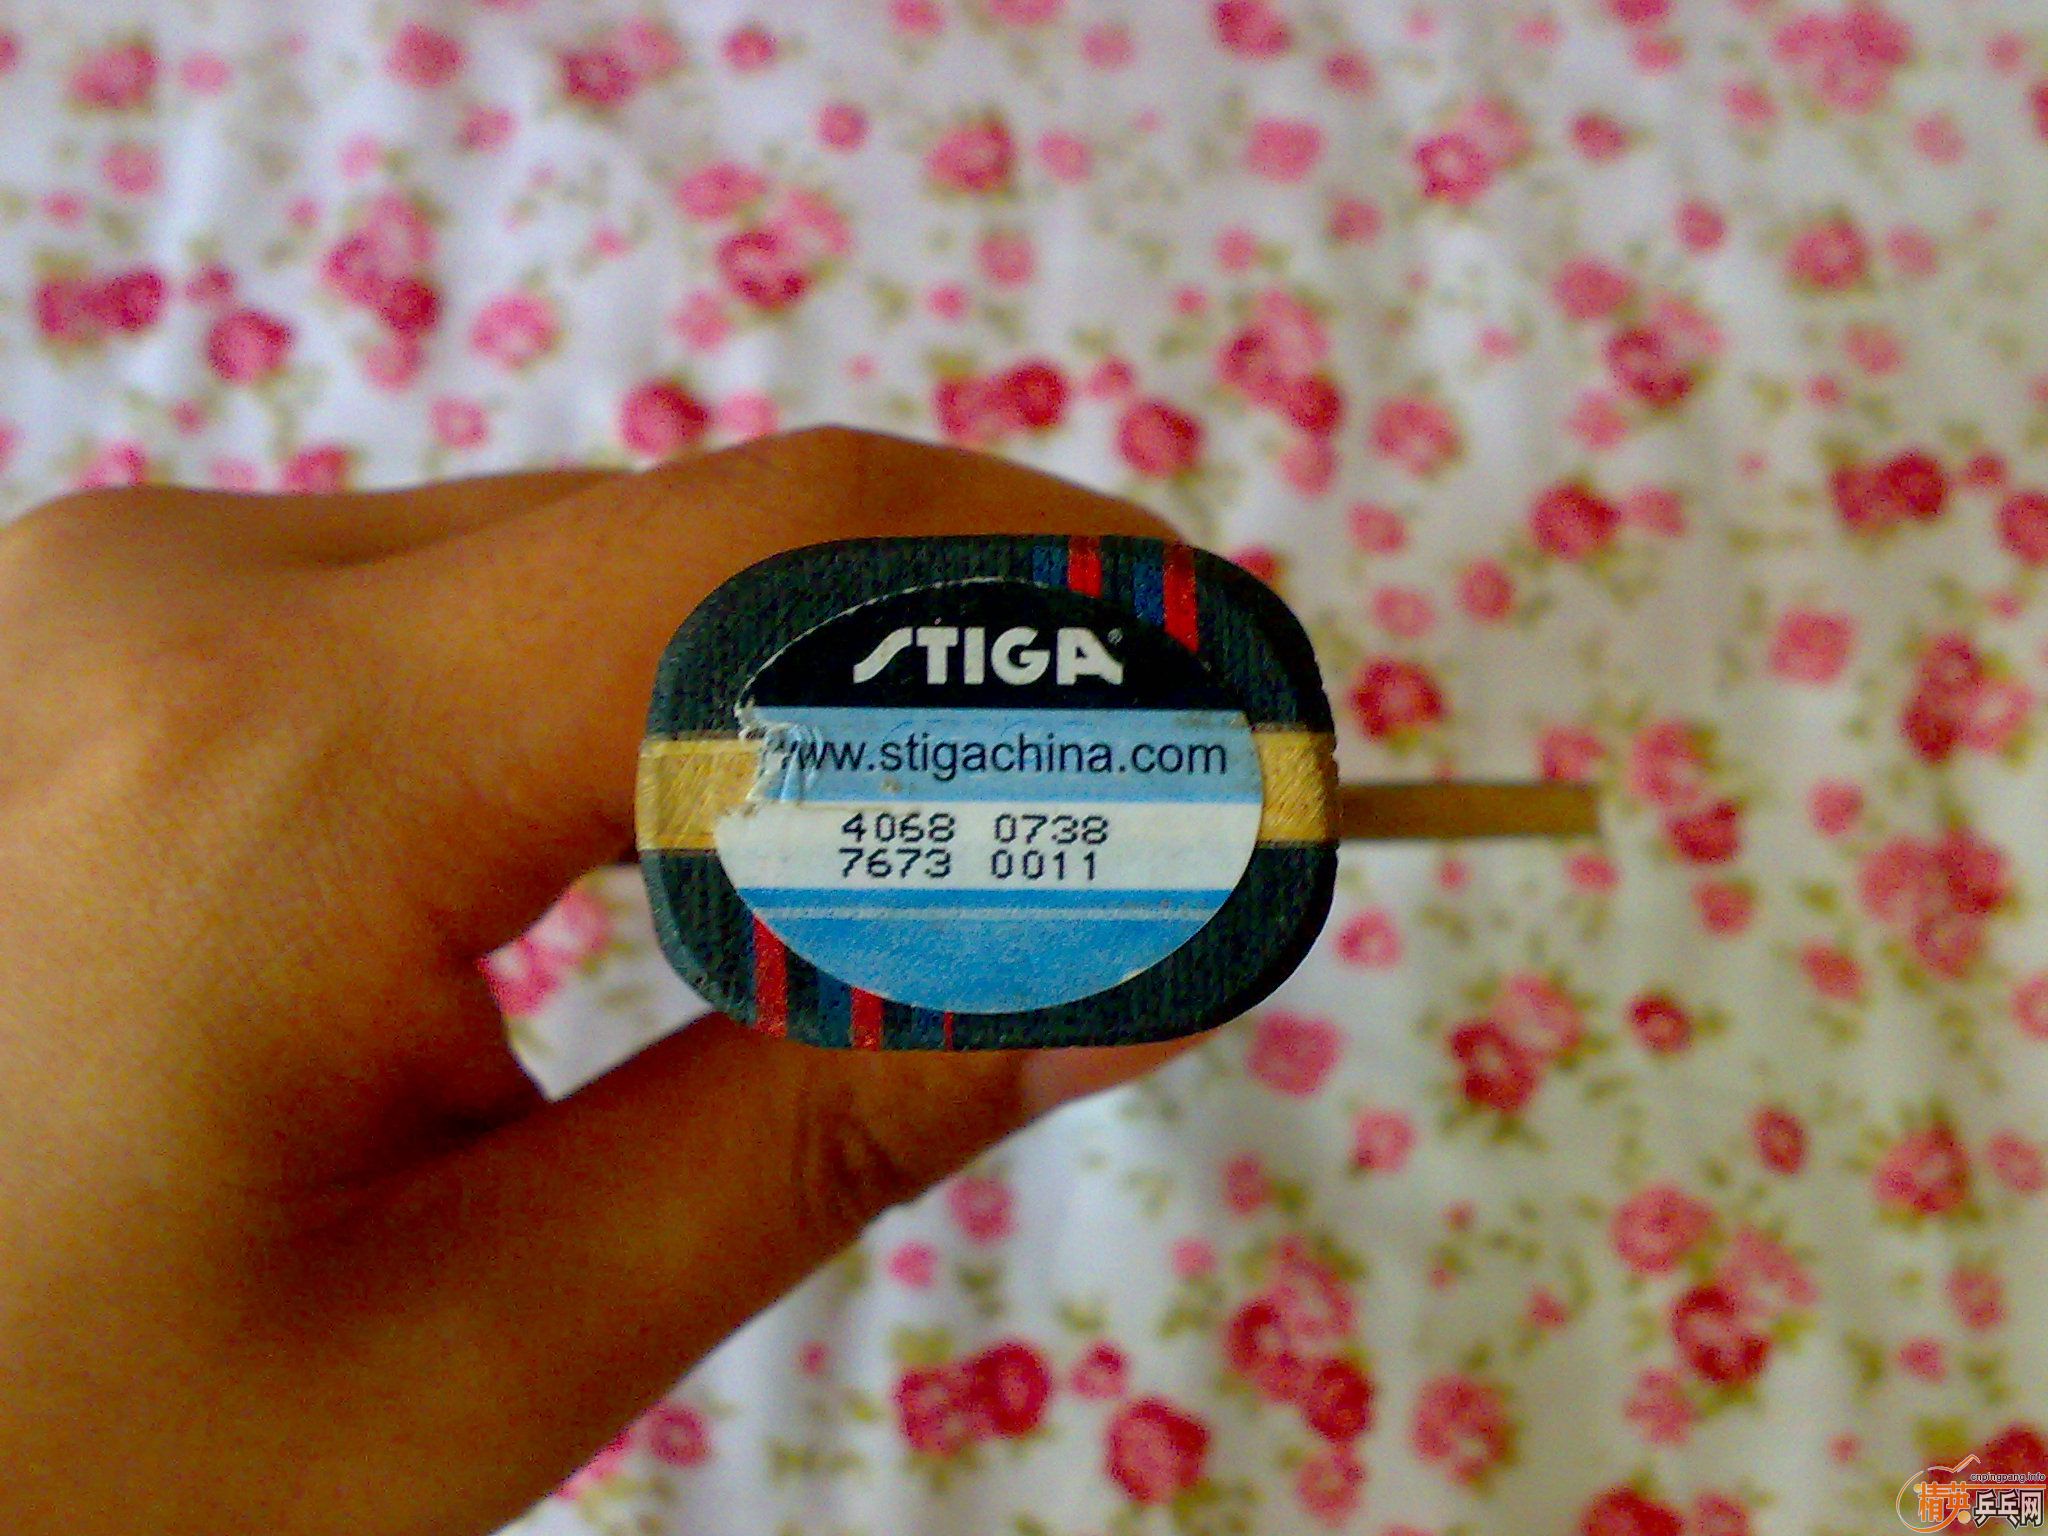 STIGA®
www.stigachina.com
4068 0738
7673 0011
cnpingpang.info
精英乒乓网